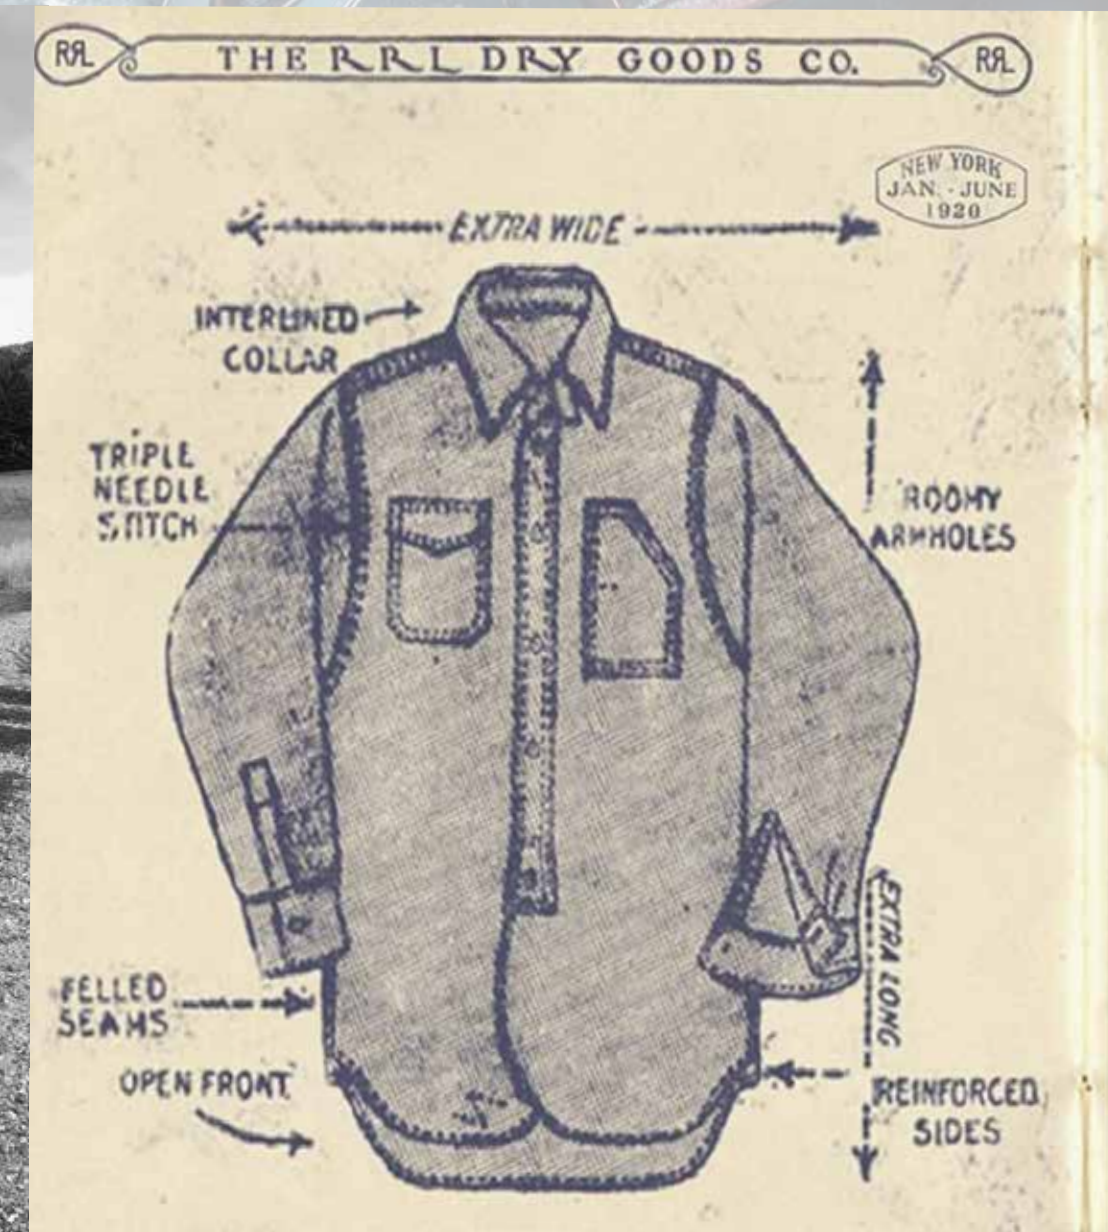 RRL THE RRL DRY GOODS CO. RRL
NEW YORK
JAN. - JUNE
1920
EXTRA WIDE
INTERLINED
COLLAR
TRIPLE
NEEDLE
STITCH
ROOMY
ARMHOLES
EXTRA LONG
FELLED
SEAMS
OPEN FRONT
REINFORCED
SIDES